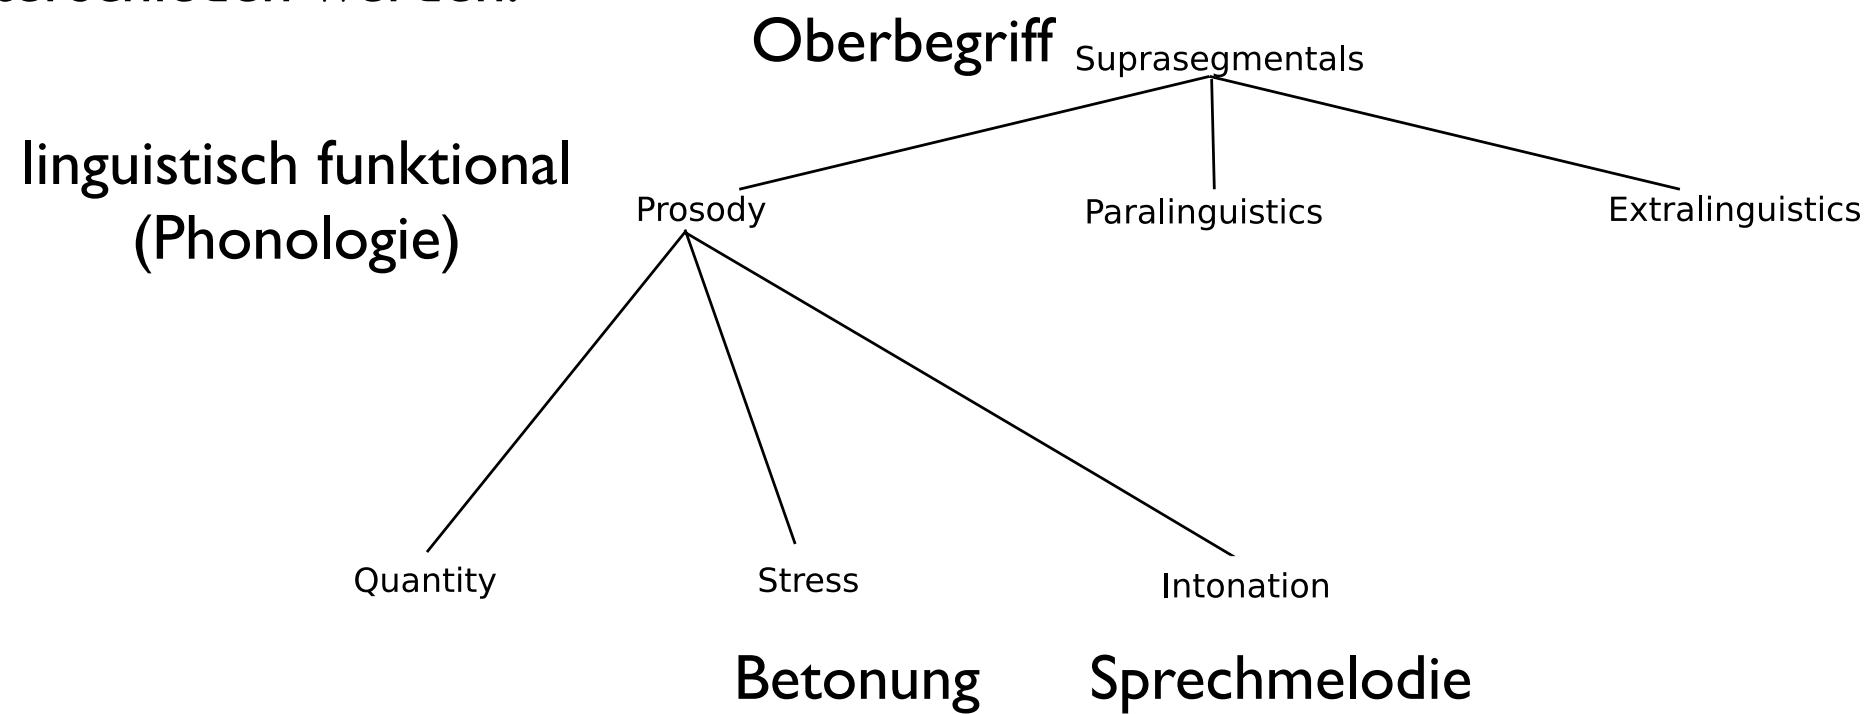 Oberbegriff Suprasegmentals
linguistisch funktional
(Phonologie)
Prosody Paralinguistics Extralinguistics
Quantity Stress Intonation
Betonung Sprechmelodie